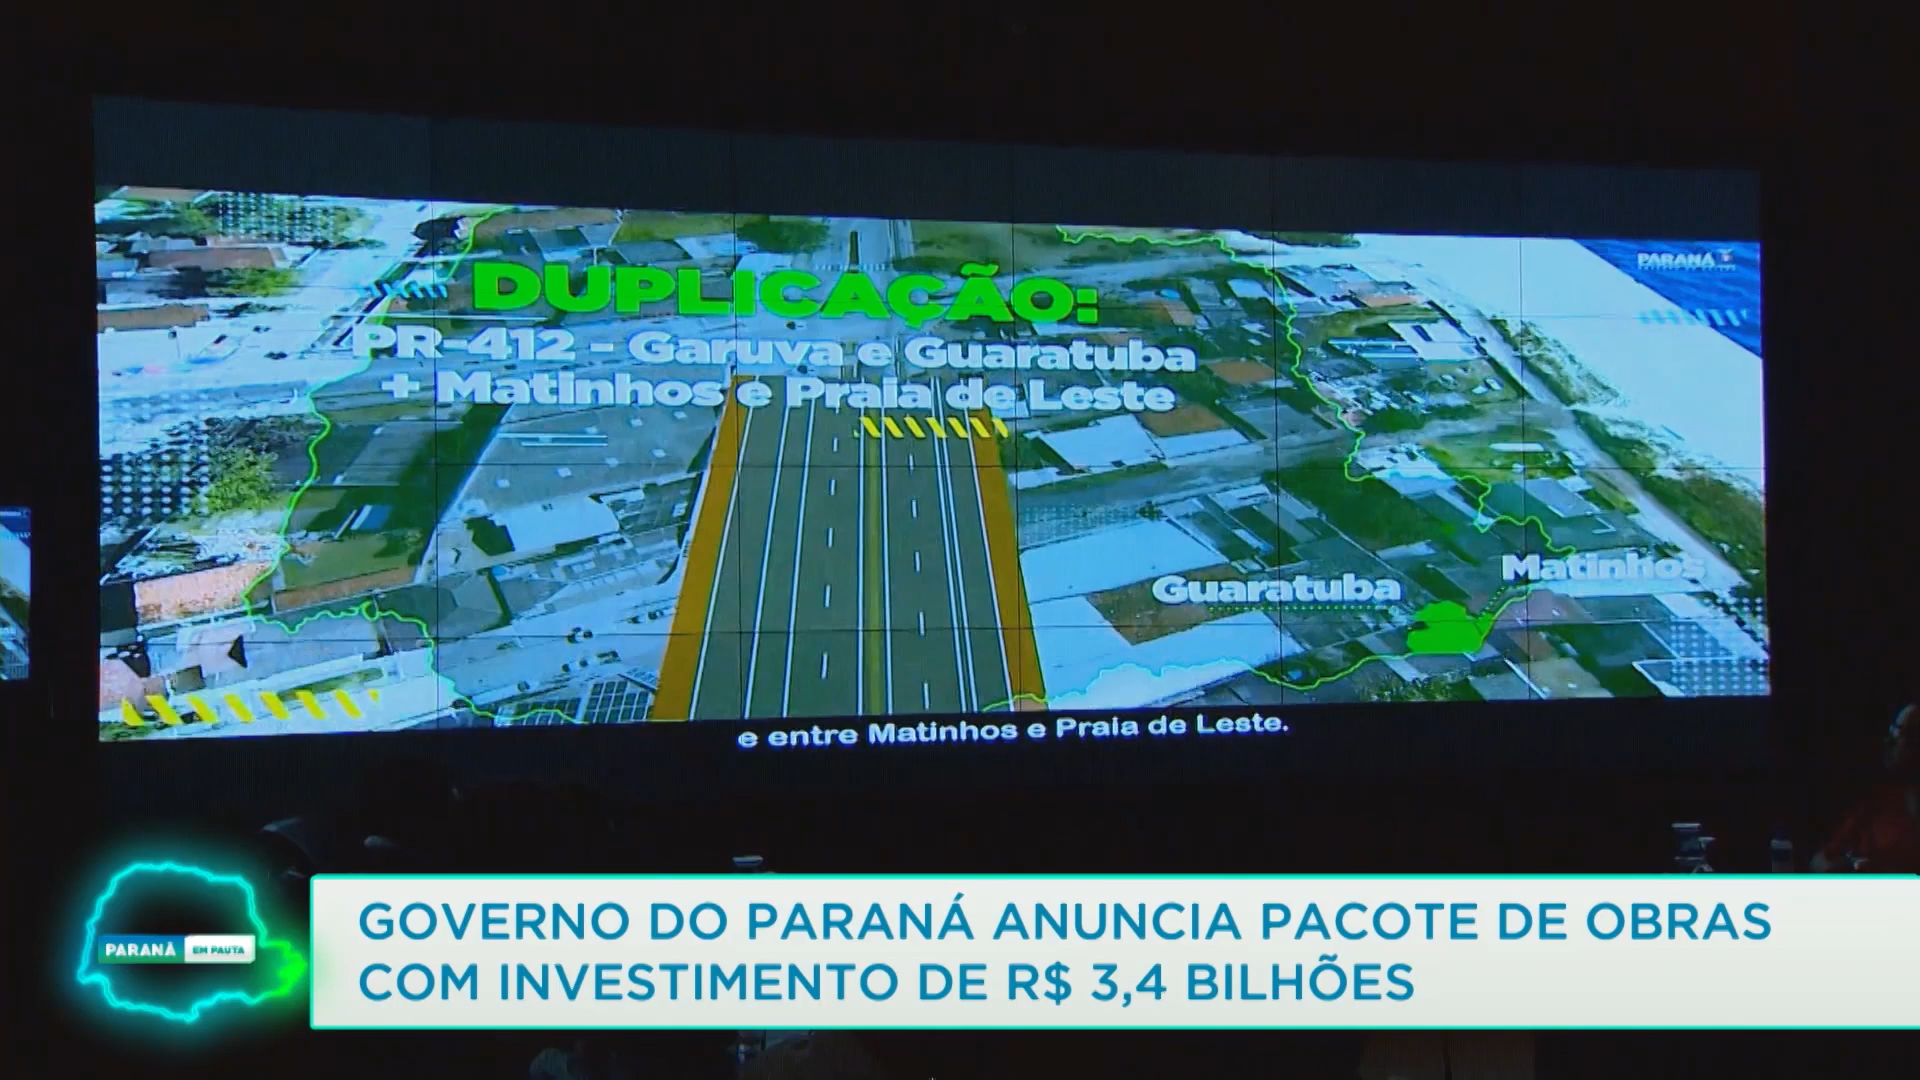 PARANÁ
DUPLICAÇÃO:
PR-412 - Garuva e Guaratuba
+ Matinhos e Praia de Leste
Guaratuba
Matinhos
e entre Matinhos e Praia de Leste.
PARANÁ EM PAUTA
GOVERNO DO PARANÁ ANUNCIA PACOTE DE OBRAS
COM INVESTIMENTO DE R$ 3,4 BILHÕES